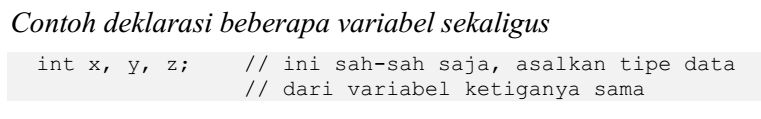 Contoh deklarasi beberapa variabel sekaligus
int x, y, z; // ini sah-sah saja, asalkan tipe data
// dari variabel ketiganya sama